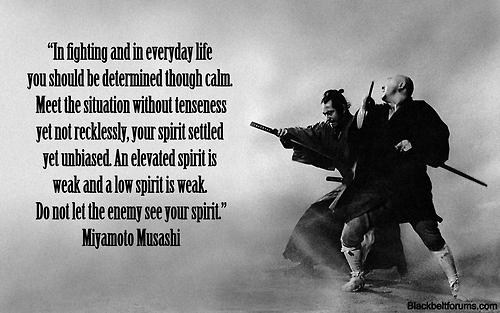 “In fighting and in everyday life
you should be determined though calm.
Meet the situation without tenseness
yet not recklessly, your spirit settled
yet unbiased. An elevated spirit is
weak and a low spirit is weak.
Do not let the enemy see your spirit.”
Miyamoto Musashi
Blackbeltforums.com